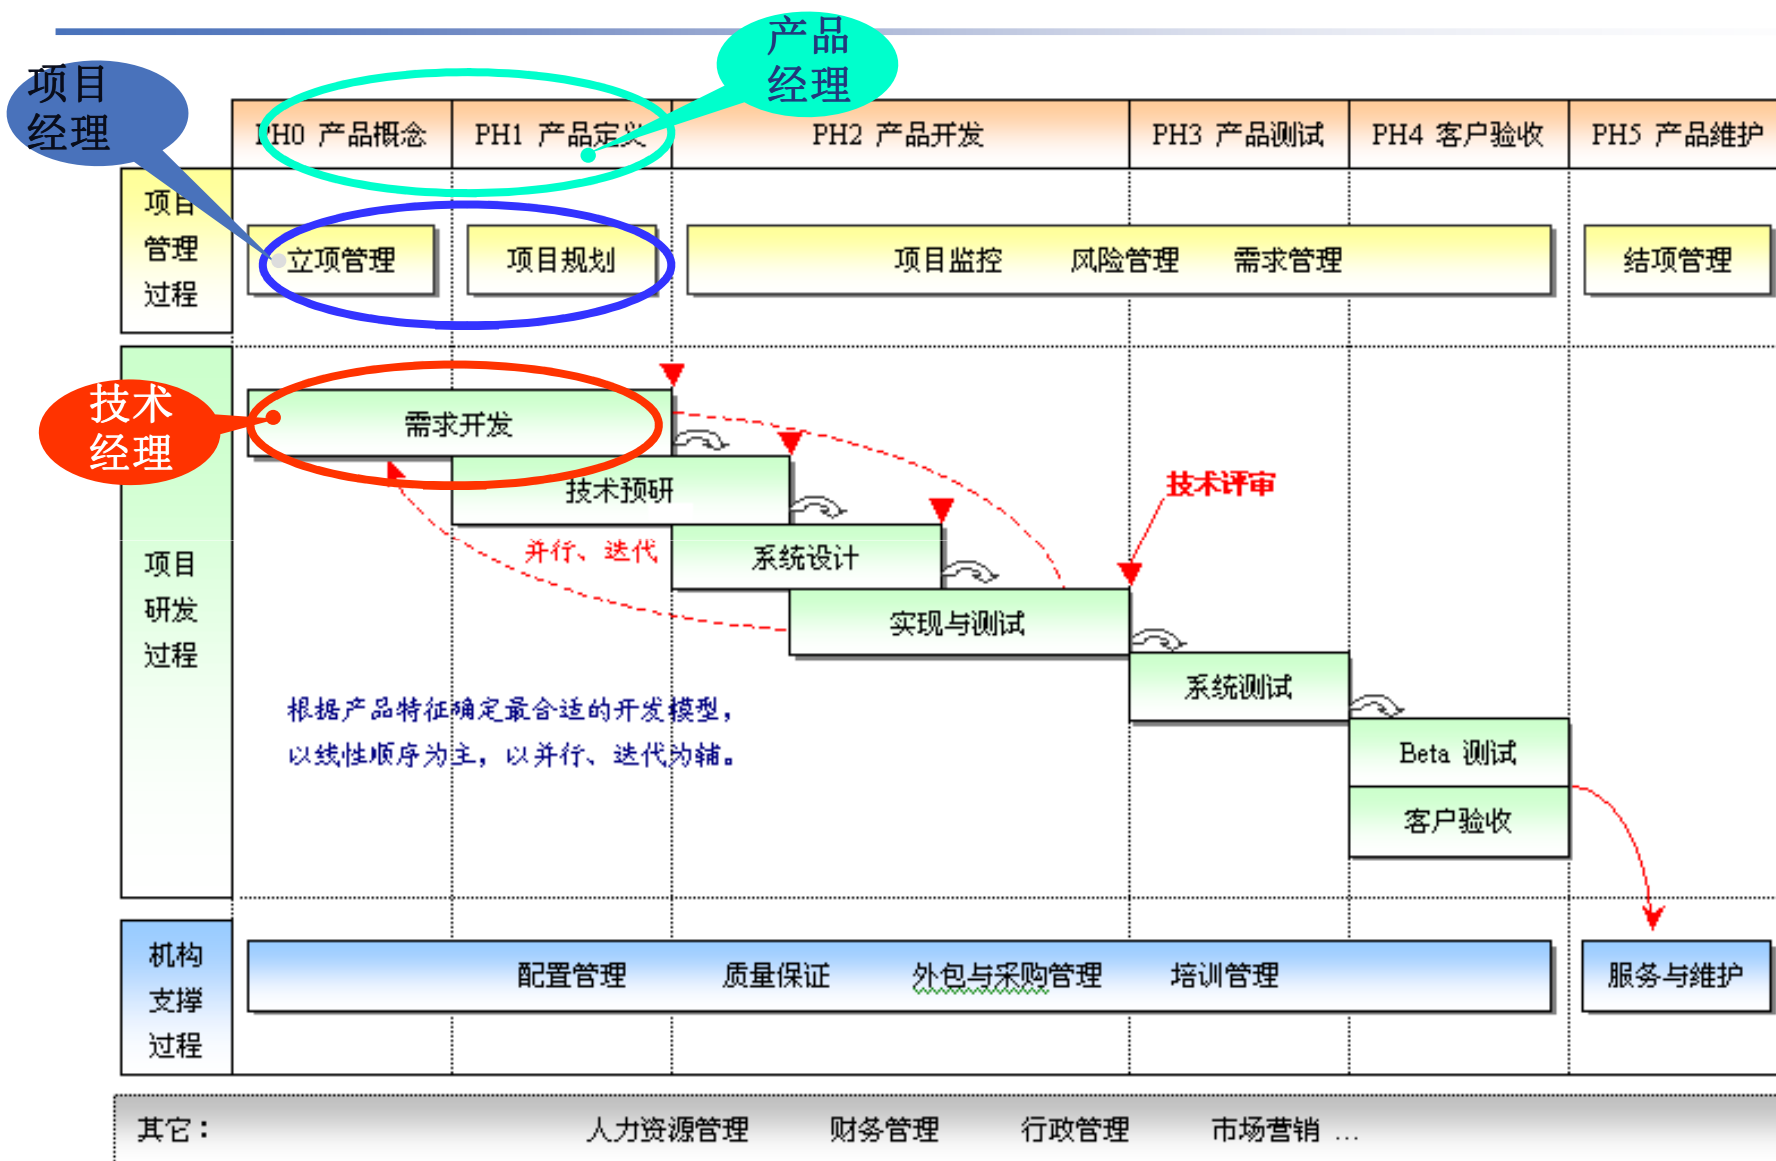 产品
经理
项目
经理
PH0 产品概念 PH1 产品定义 PH2 产品开发 PH3 产品测试 PH4 客户验收 PH5 产品维护
项目
管理
过程
立项管理 项目规划 项目监控 风险管理 需求管理 结项管理
技术
经理
需求开发
技术预研
技术评审
并行、迭代
系统设计
项目
研发
过程
实现与测试
系统测试
根据产品特征确定最合适的开发模型，
以线性顺序为主，以并行、迭代为辅。
Beta 测试
客户验收
机构
支撑
过程
配置管理 质量保证 外包与采购管理 培训管理 服务与维护
其它： 人力资源管理 财务管理 行政管理 市场营销 ...